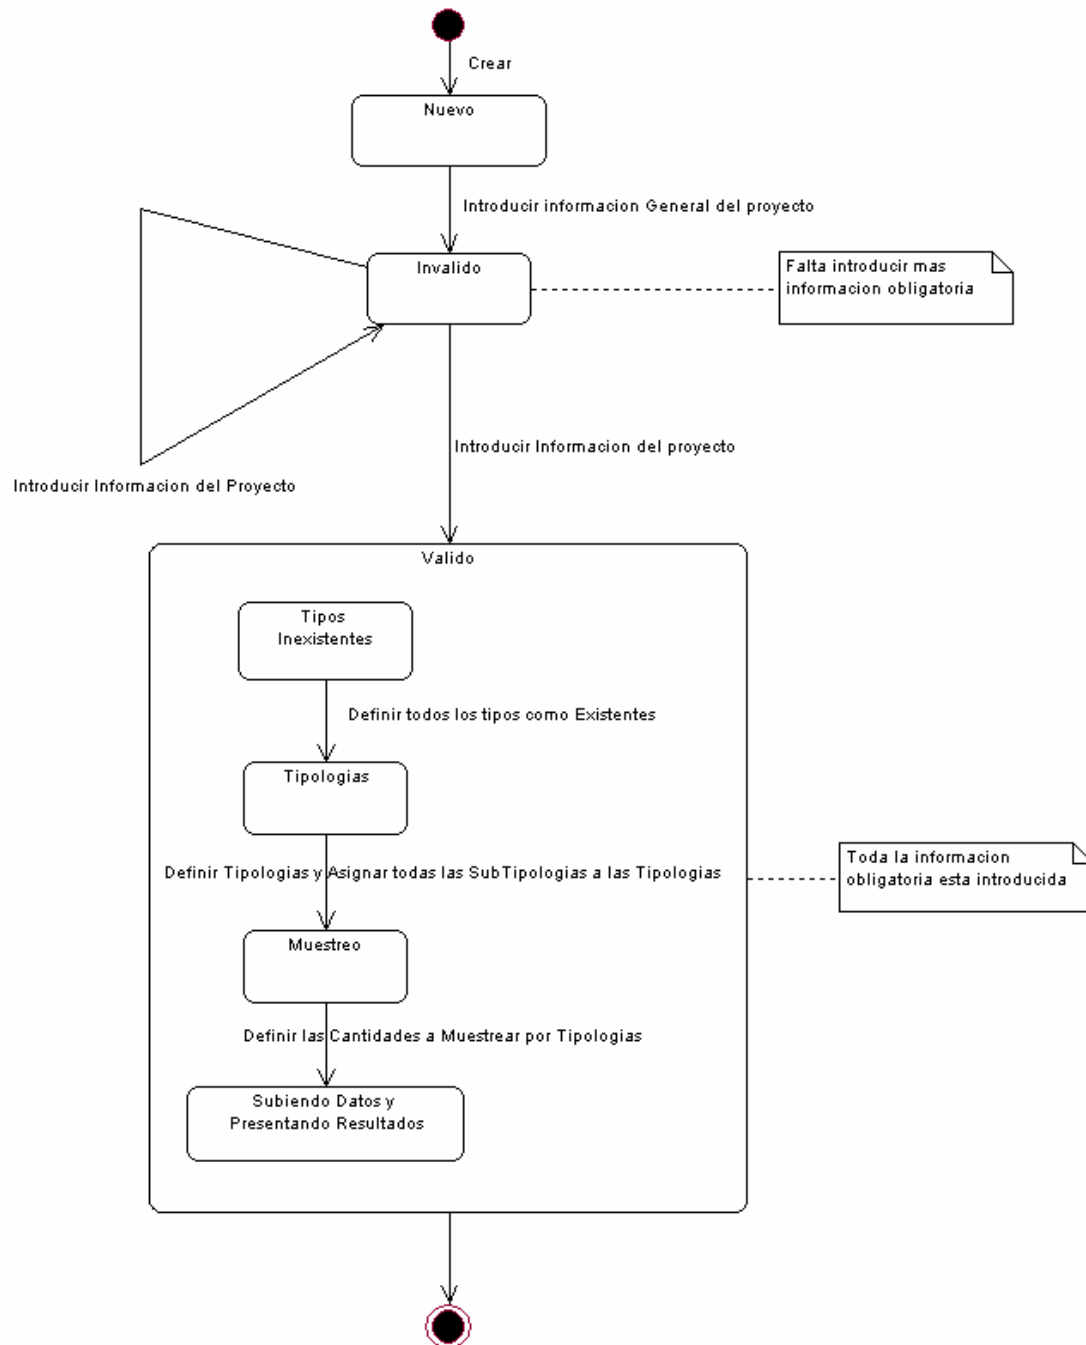 Crear
Nuevo
Introducir informacion General del proyecto
Invalido
Falta introducir mas
informacion obligatoria
Introducir Informacion del proyecto
Introducir Informacion del Proyecto
Valido
Tipos
Inexistentes
Definir todos los tipos como Existentes
Tipologias
Definir Tipologias y Asignar todas las SubTipologias a las Tipologias
Toda la informacion
obligatoria esta introducida
Muestreo
Definir las Cantidades a Muestrear por Tipologias
Subiendo Datos y
Presentando Resultados